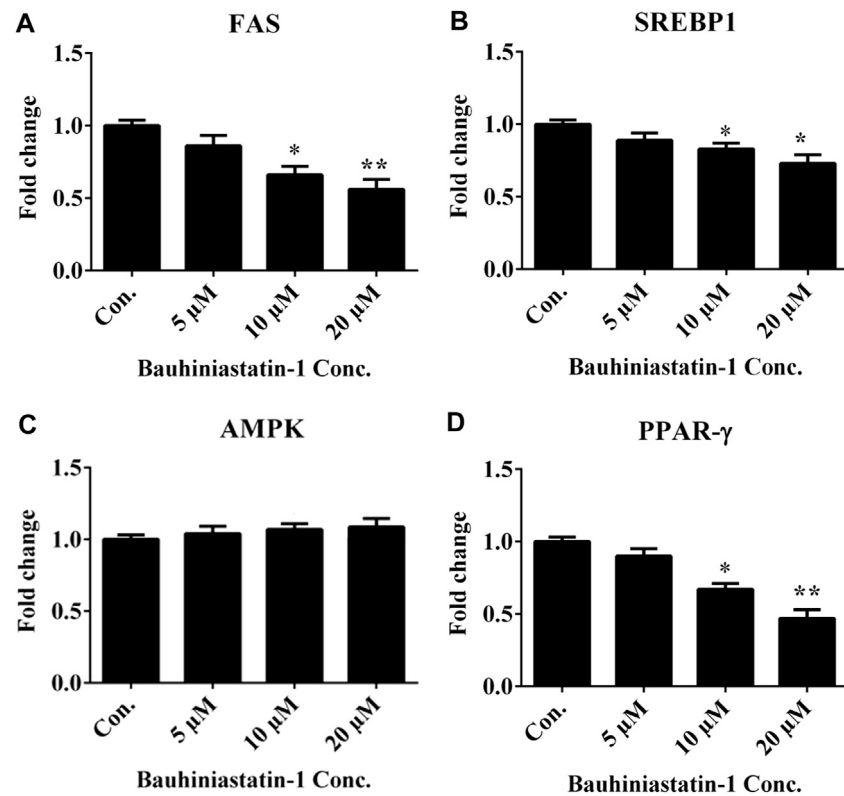 A
FAS
Fold change
1.5
1.0
0.5
0.0
*
**
Con.
5 µM
10 µM
20 µM
Bauhiniastatin-1 Conc.
B
SREBP1
Fold change
1.5
1.0
0.5
0.0
*
*
Con.
5 µM
10 µM
20 µM
Bauhiniastatin-1 Conc.
C
AMPK
Fold change
1.5
1.0
0.5
0.0
Con.
5 µM
10 µM
20 µM
Bauhiniastatin-1 Conc.
D
PPAR-γ
Fold change
1.5
1.0
0.5
0.0
*
**
Con.
5 µM
10 µM
20 µM
Bauhiniastatin-1 Conc.